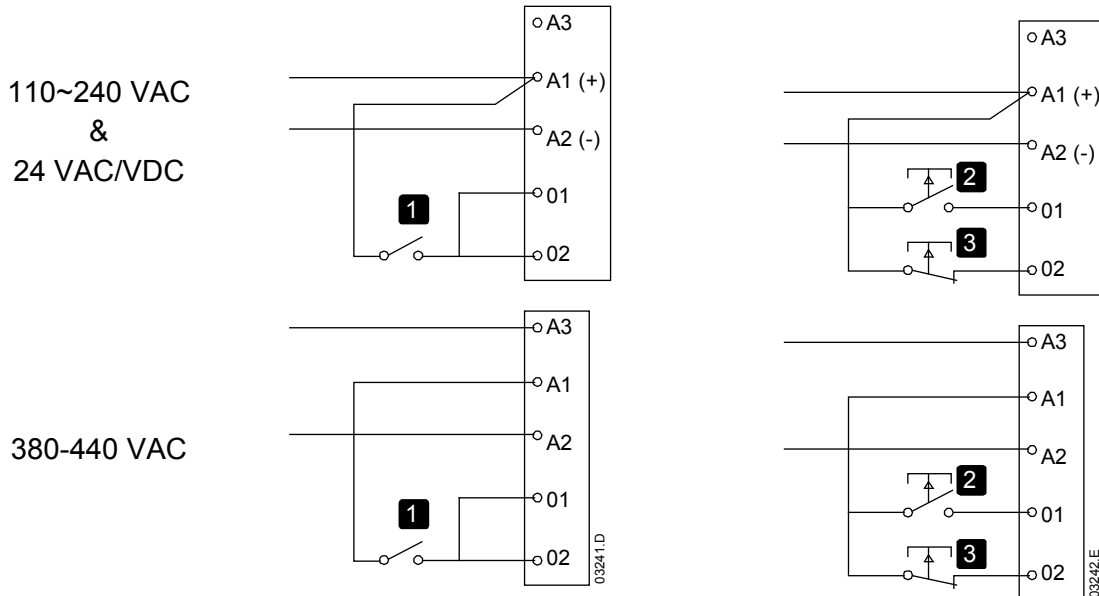 110~240 VAC
&
24 VAC/VDC
A3
A1 (+)
A2 (-)
01
02
1
A3
A1 (+)
A2 (-)
2
01
3
02
380-440 VAC
A3
A1
A2
01
02
1
03241.D
A3
A1
A2
2
01
3
02
03242.E